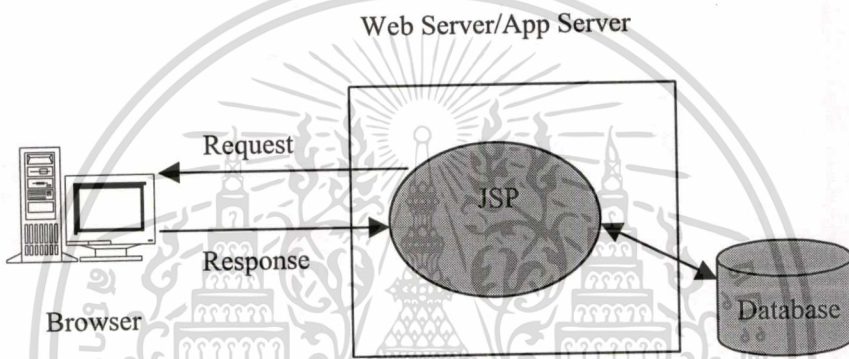 Web Server/App Server
Request
JSP
Response
Database
Browser